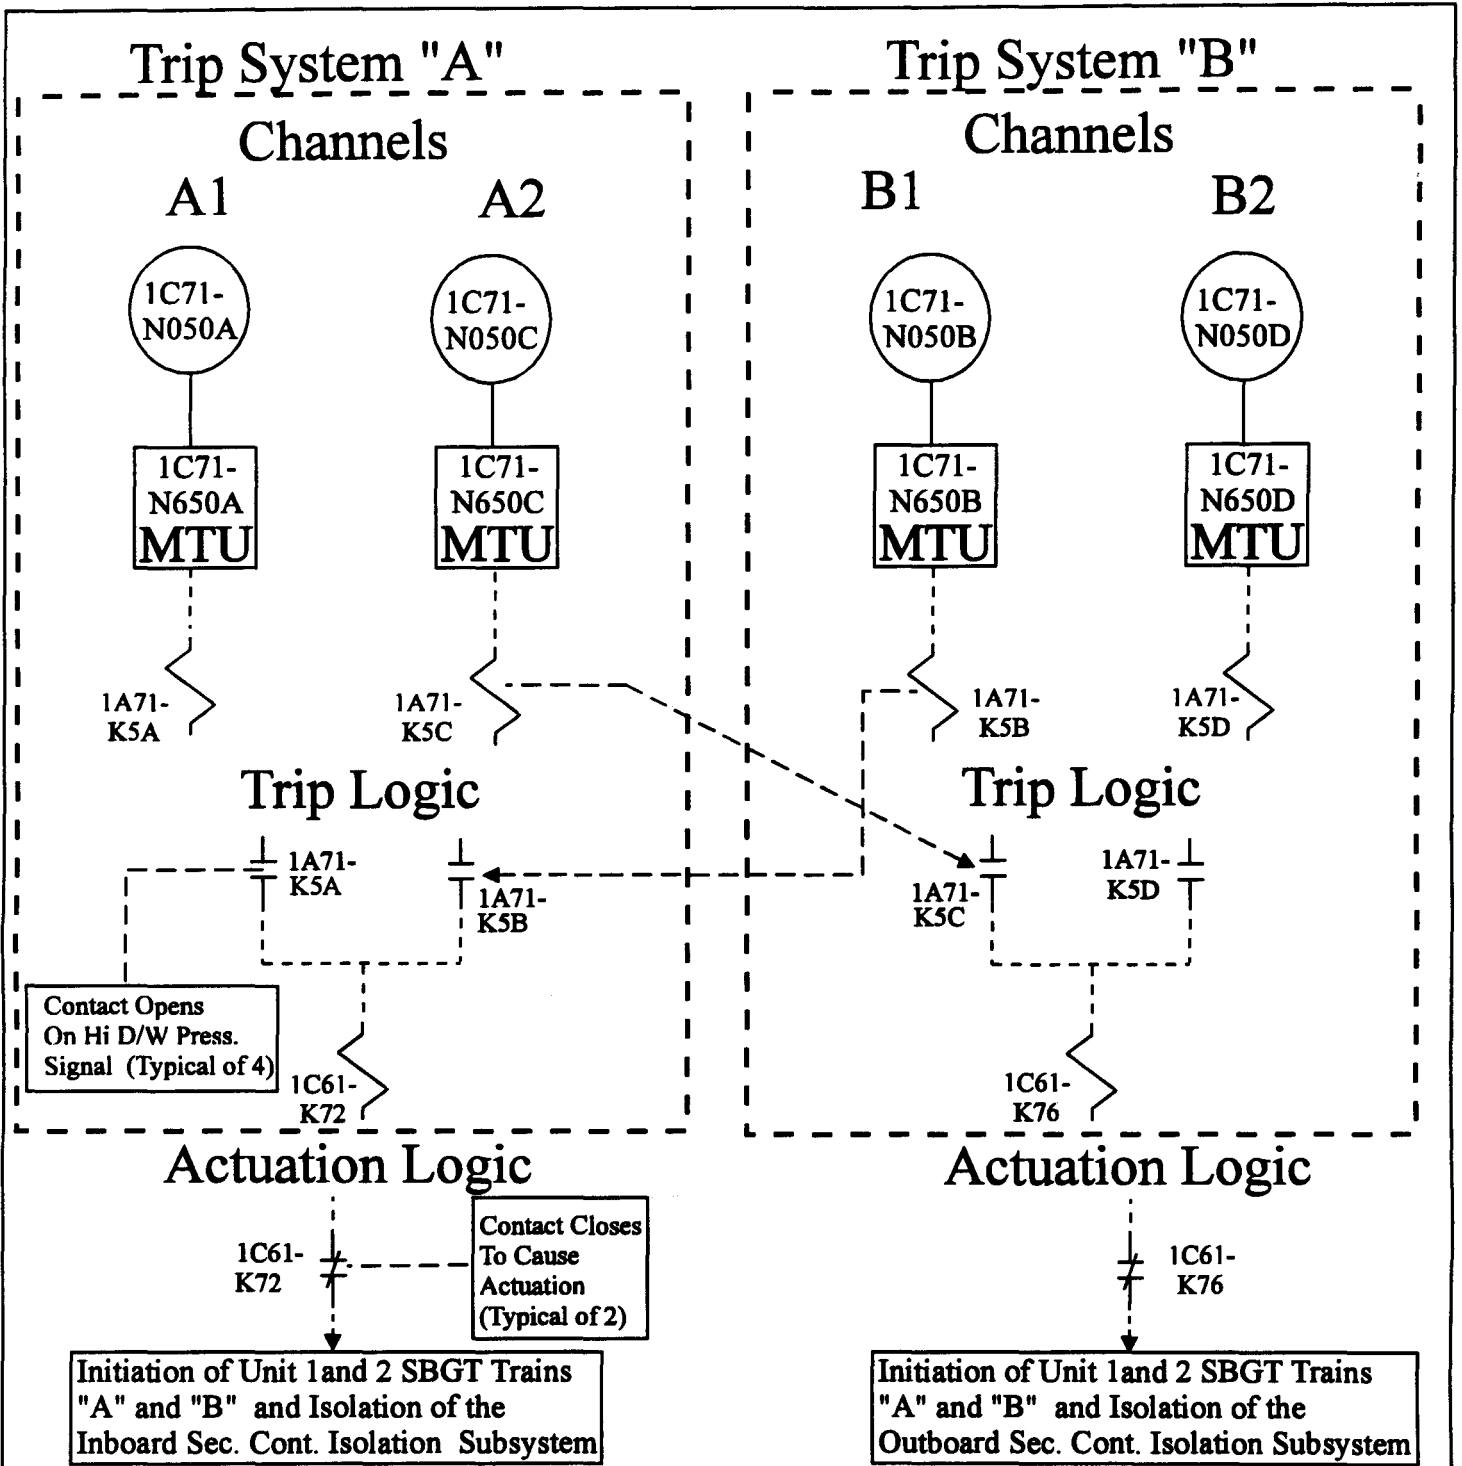 Trip System "A"
Trip System "B"
Channels
Channels
A1
A2
B1
B2
1C71-
N050A
1C71-
N050C
1C71-
N050B
1C71-
N050D
1C71-
N650A
MTU
1C71-
N650C
MTU
1C71-
N650B
MTU
1C71-
N650D
MTU
1A71-
K5A
1A71-
K5C
1A71-
K5B
1A71-
K5D
Trip Logic
Trip Logic
1A71-
K5A
1A71-
K5B
1A71-
K5C
1A71-
K5D
Contact Opens
On Hi D/W Press.
Signal (Typical of 4)
1C61-
K72
1C61-
K76
Actuation Logic
Actuation Logic
1C61-
K72
Contact Closes
To Cause
Actuation
(Typical of 2)
1C61-
K76
Initiation of Unit 1and 2 SBGT Trains
"A" and "B" and Isolation of the
Inboard Sec. Cont. Isolation Subsystem
Initiation of Unit 1and 2 SBGT Trains
"A" and "B" and Isolation of the
Outboard Sec. Cont. Isolation Subsystem